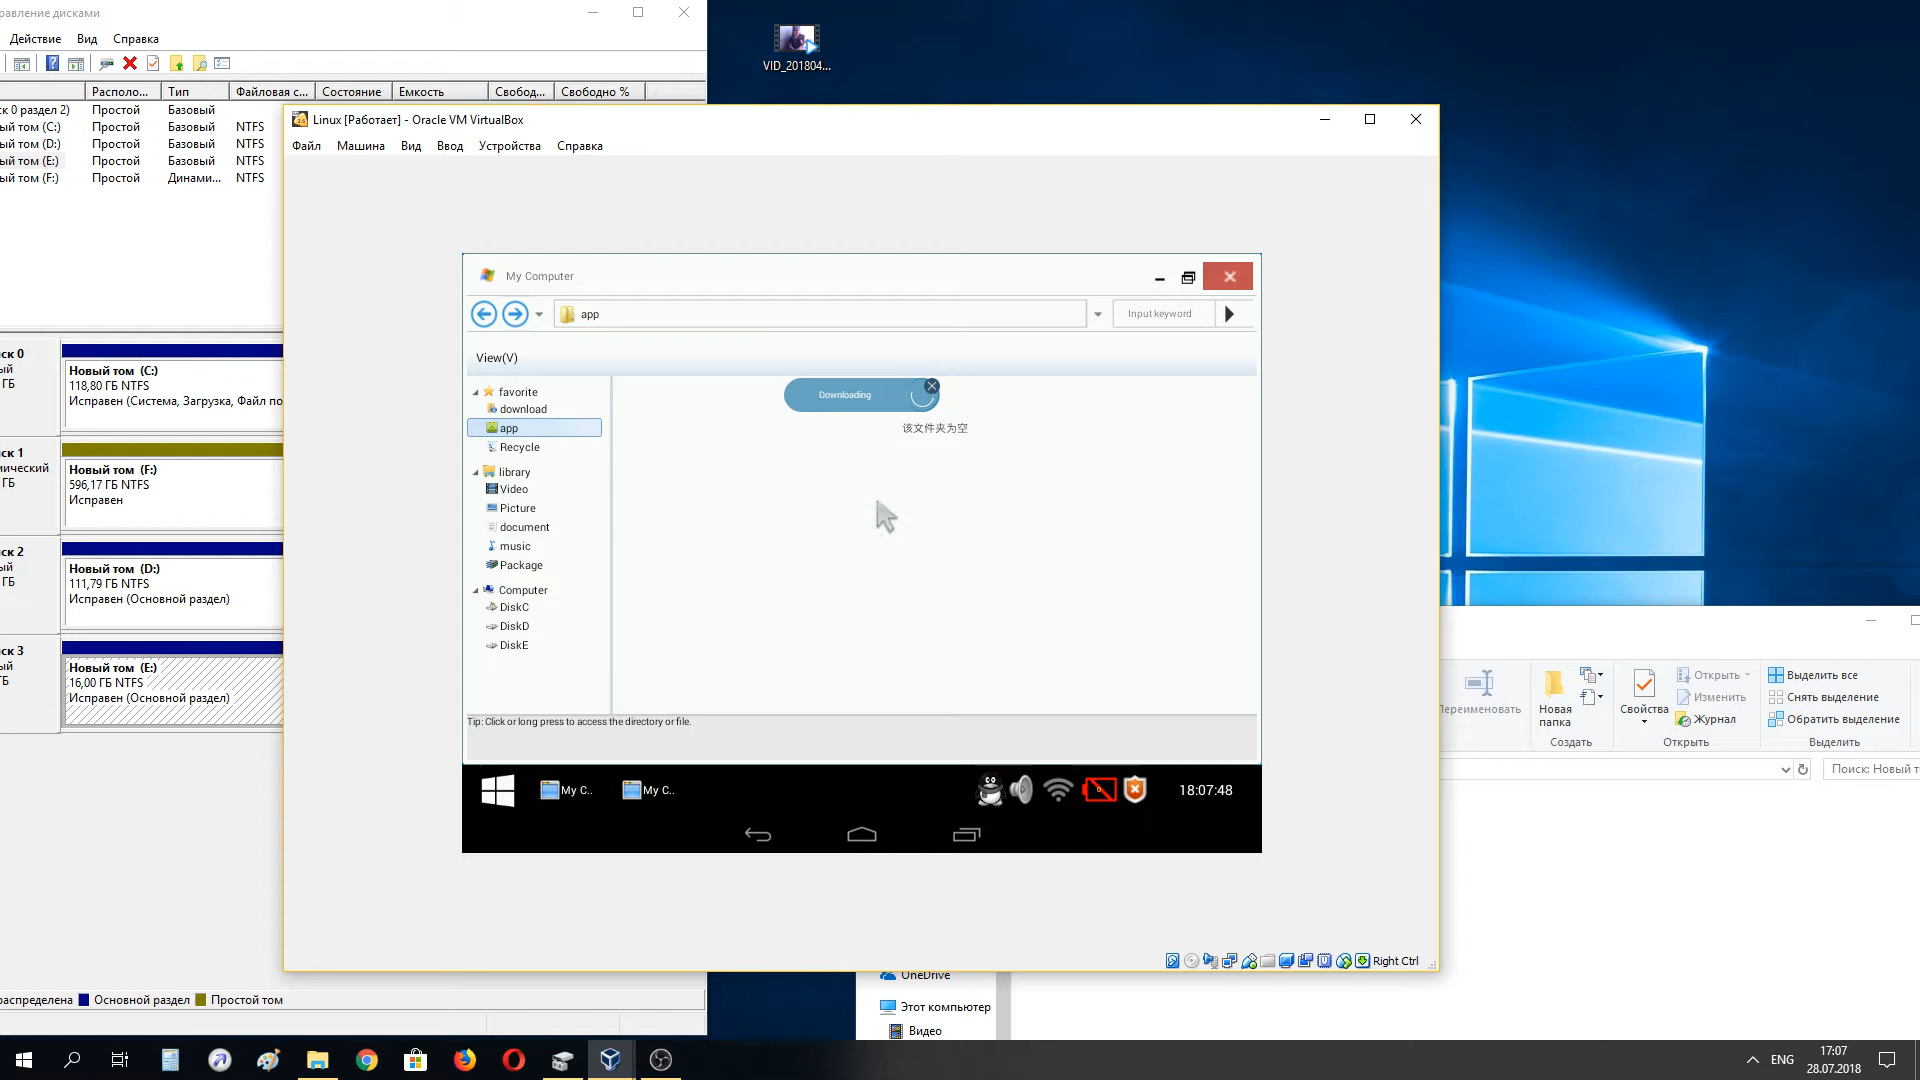 равление дисками
Действие Вид Справка
Располо... Тип Файловая с... Состояние Емкость Свобод... Свободно %
ск 0 раздел 2) Простой Базовый
ый том (C:) Простой Базовый NTFS
ый том (D:) Простой Базовый NTFS
ый том (E:) Простой Базовый NTFS
ый том (F:) Простой Динами... NTFS
ск 0
ый
ГБ
Новый том (C:)
118,80 ГБ NTFS
Исправен (Система, Загрузка, Файл по
ск 1
мический
ГБ
Новый том (F:)
596,17 ГБ NTFS
Исправен
ск 2
ый
ГБ
Новый том (D:)
111,79 ГБ NTFS
Исправен (Основной раздел)
ск 3
ый
Б
Новый том (E:)
16,00 ГБ NTFS
Исправен (Основной раздел)
распределена Основной раздел Простой том
VID_201804...
Linux [Работает] - Oracle VM VirtualBox
Файл Машина Вид Ввод Устройства Справка
My Computer
app
Input keyword
View(V)
favorite
download
app
Recycle
library
Video
Picture
document
music
Package
Computer
DiskC
DiskD
DiskE
Downloading
该文件夹为空
Tip: Click or long press to access the directory or file.
My C..
My C..
18:07:48
Right Ctrl
Переименовать
Новая
папка
Создать
Свойства
Открыть
Изменить
Журнал
Открыть
Выделить все
Снять выделение
Обратить выделение
Выделить
Поиск: Новый т
OneDrive
Этот компьютер
Видео
ENG
17:07
28.07.2018